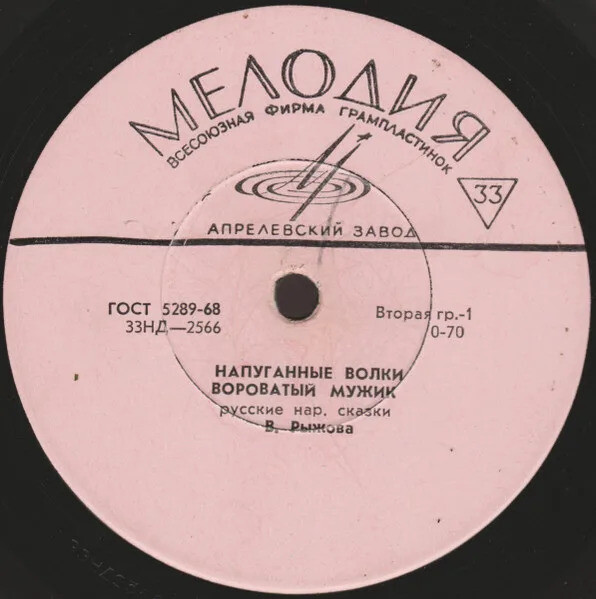 МЕЛОДИЯ
ВСЕСОЮЗНАЯ ФИРМА ГРАМПЛАСТИНОК
33
АПРЕЛЕВСКИЙ ЗАВОД
ГОСТ 5289-68
33НД—2566
Вторая гр.-1
0-70
НАПУГАННЫЕ ВОЛКИ
ВОРОВАТЫЙ МУЖИК
русские нар. сказки
В. Рыжова